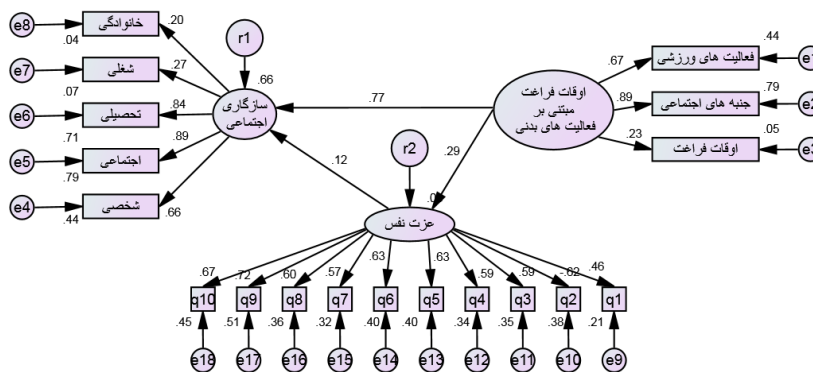 e8
.04
خانوادگی
.20
r1
.66
e7
.07
شغلی
.27
e6
.71
تحصیلی
.84
سازگاری
اجتماعی
e5
.79
اجتماعی
.89
e4
.44
شخصی
.66
.77
.12
.29
r2
اوقات فراغت
مبتنی بر
فعالیت های بدنی
.67
فعالیت های ورزشی
.44
.89
جنبه های اجتماعی
.79
.23
اوقات فراغت
.05
عزت نفس
.67 .72 .60 .57 .63 .63 .59 .59 -.62 .46
q10 q9 q8 q7 q6 q5 q4 q3 q2 q1
.45 .51 .36 .32 .40 .40 .34 .35 .38 .21
e18 e17 e16 e15 e14 e13 e12 e11 e10 e9